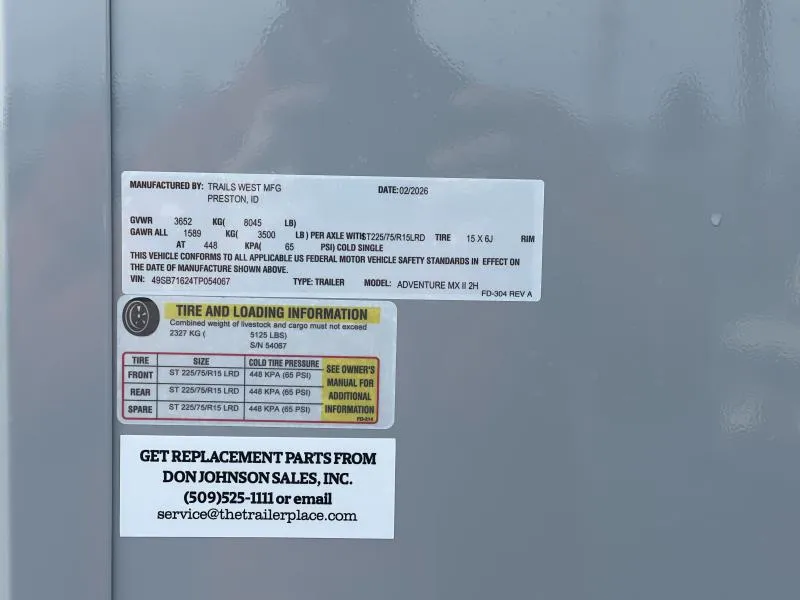 MANUFACTURED BY: TRAILS WEST MFG DATE: 02/2026
PRESTON, ID
GVWR 3652 KG( 8045 LB)
GAWR ALL 1589 KG( 3500 LB ) PER AXLE WITH ST225/75/R15LRD TIRE 15 X 6J RIM
AT 448 KPA( 65 PSI) COLD SINGLE
THIS VEHICLE CONFORMS TO ALL APPLICABLE US FEDERAL MOTOR VEHICLE SAFETY STANDARDS IN EFFECT ON
THE DATE OF MANUFACTURE SHOWN ABOVE.
VIN: 49SB71624TP054067 TYPE: TRAILER MODEL: ADVENTURE MX II 2H
FD-304 REV A
TIRE AND LOADING INFORMATION
Combined weight of livestock and cargo must not exceed
2327 KG ( 5125 LBS)
S/N 54067
TIRE SIZE COLD TIRE PRESSURE
FRONT ST 225/75/R15 LRD 448 KPA (65 PSI)
REAR ST 225/75/R15 LRD 448 KPA (65 PSI)
SPARE ST 225/75/R15 LRD 448 KPA (65 PSI)
SEE OWNER'S
MANUAL FOR
ADDITIONAL
INFORMATION
FD-314
GET REPLACEMENT PARTS FROM
DON JOHNSON SALES, INC.
(509)525-1111 or email
service@thetrailerplace.com